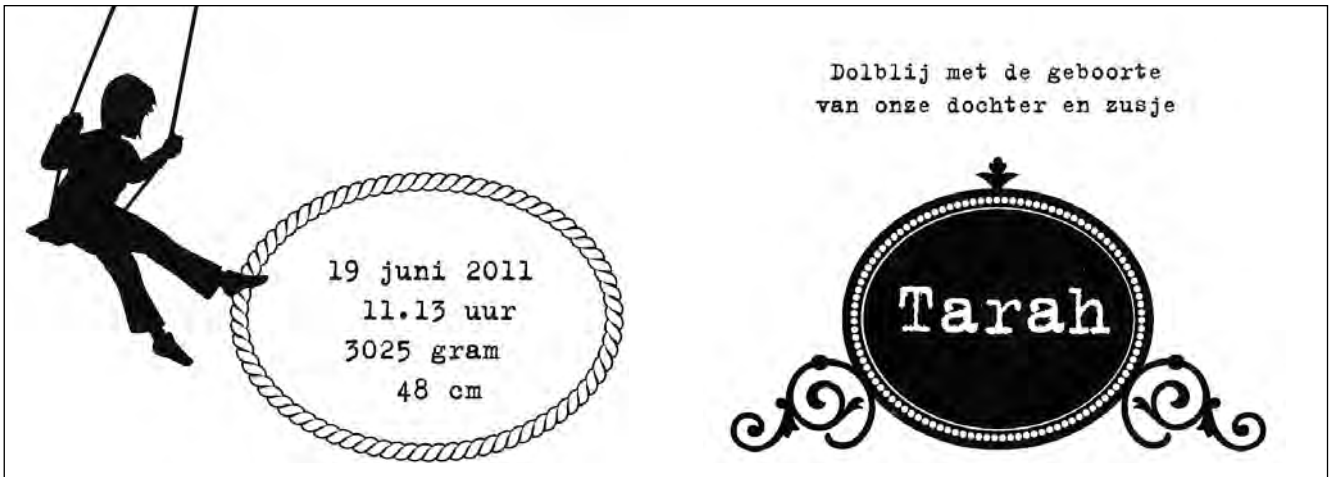 19 juni 2011
11.13 uur
3025 gram
48 cm
Dolblij met de geboorte
van onze dochter en zusje
Tarah